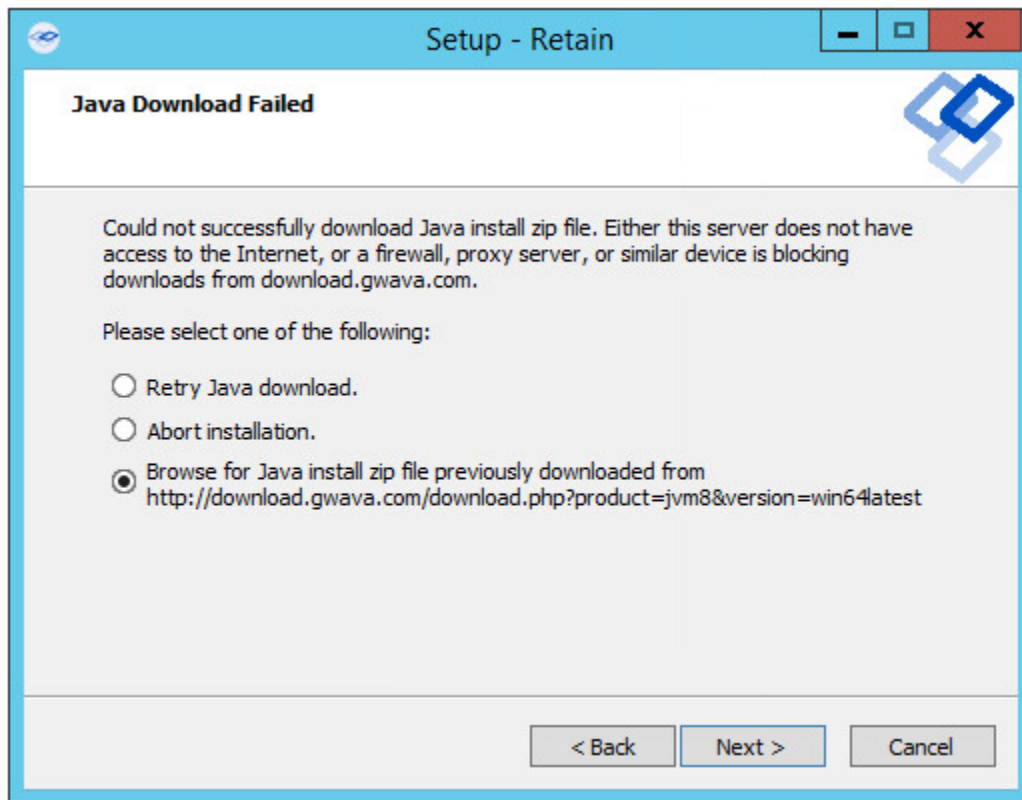 Setup - Retain
Java Download Failed
Could not successfully download Java install zip file. Either this server does not have
access to the Internet, or a firewall, proxy server, or similar device is blocking
downloads from download.gwava.com.
Please select one of the following:
Retry Java download.
Abort installation.
Browse for Java install zip file previously downloaded from
http://download.gwava.com/download.php?product=jvm8&version=win64latest
< Back
Next >
Cancel